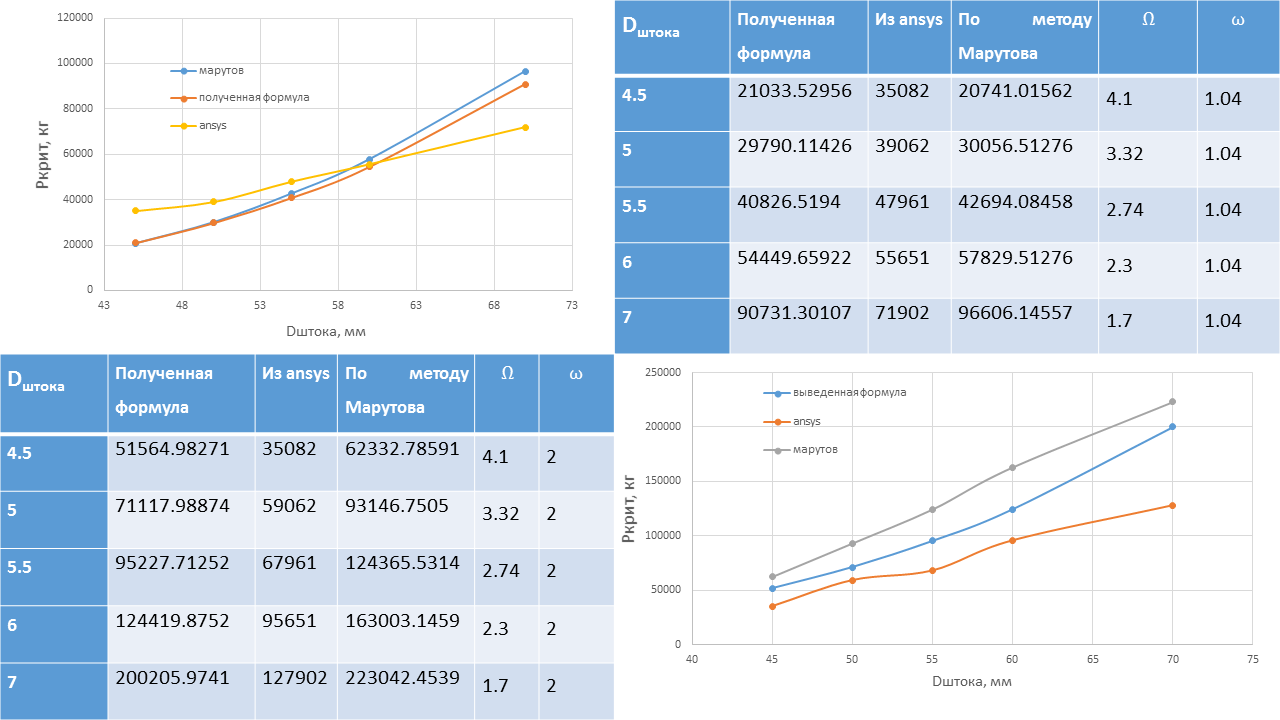 120000
100000
80000
60000
40000
20000
0
43 48 53 58 63 68 73
Ркрит, кг
Dштока, мм
марутов
полученная формула
ansys
Dштока Полученная формула Из ansys По методу Марутова Ω ω
4.5 21033.52956 35082 20741.01562 4.1 1.04
5 29790.11426 39062 30056.51276 3.32 1.04
5.5 40826.5194 47961 42694.08458 2.74 1.04
6 54449.65922 55651 57829.51276 2.3 1.04
7 90731.30107 71902 96606.14557 1.7 1.04
Dштока Полученная формула Из ansys По методу Марутова Ω ω
4.5 51564.98271 35082 62332.78591 4.1 2
5 71117.98874 59062 93146.7505 3.32 2
5.5 95227.71252 67961 124365.5314 2.74 2
6 124419.8752 95651 163003.1459 2.3 2
7 200205.9741 127902 223042.4539 1.7 2
250000
200000
150000
100000
50000
0
40 45 50 55 60 65 70 75
Ркрит, кг
Dштока, мм
выведенная формула
ansys
марутов